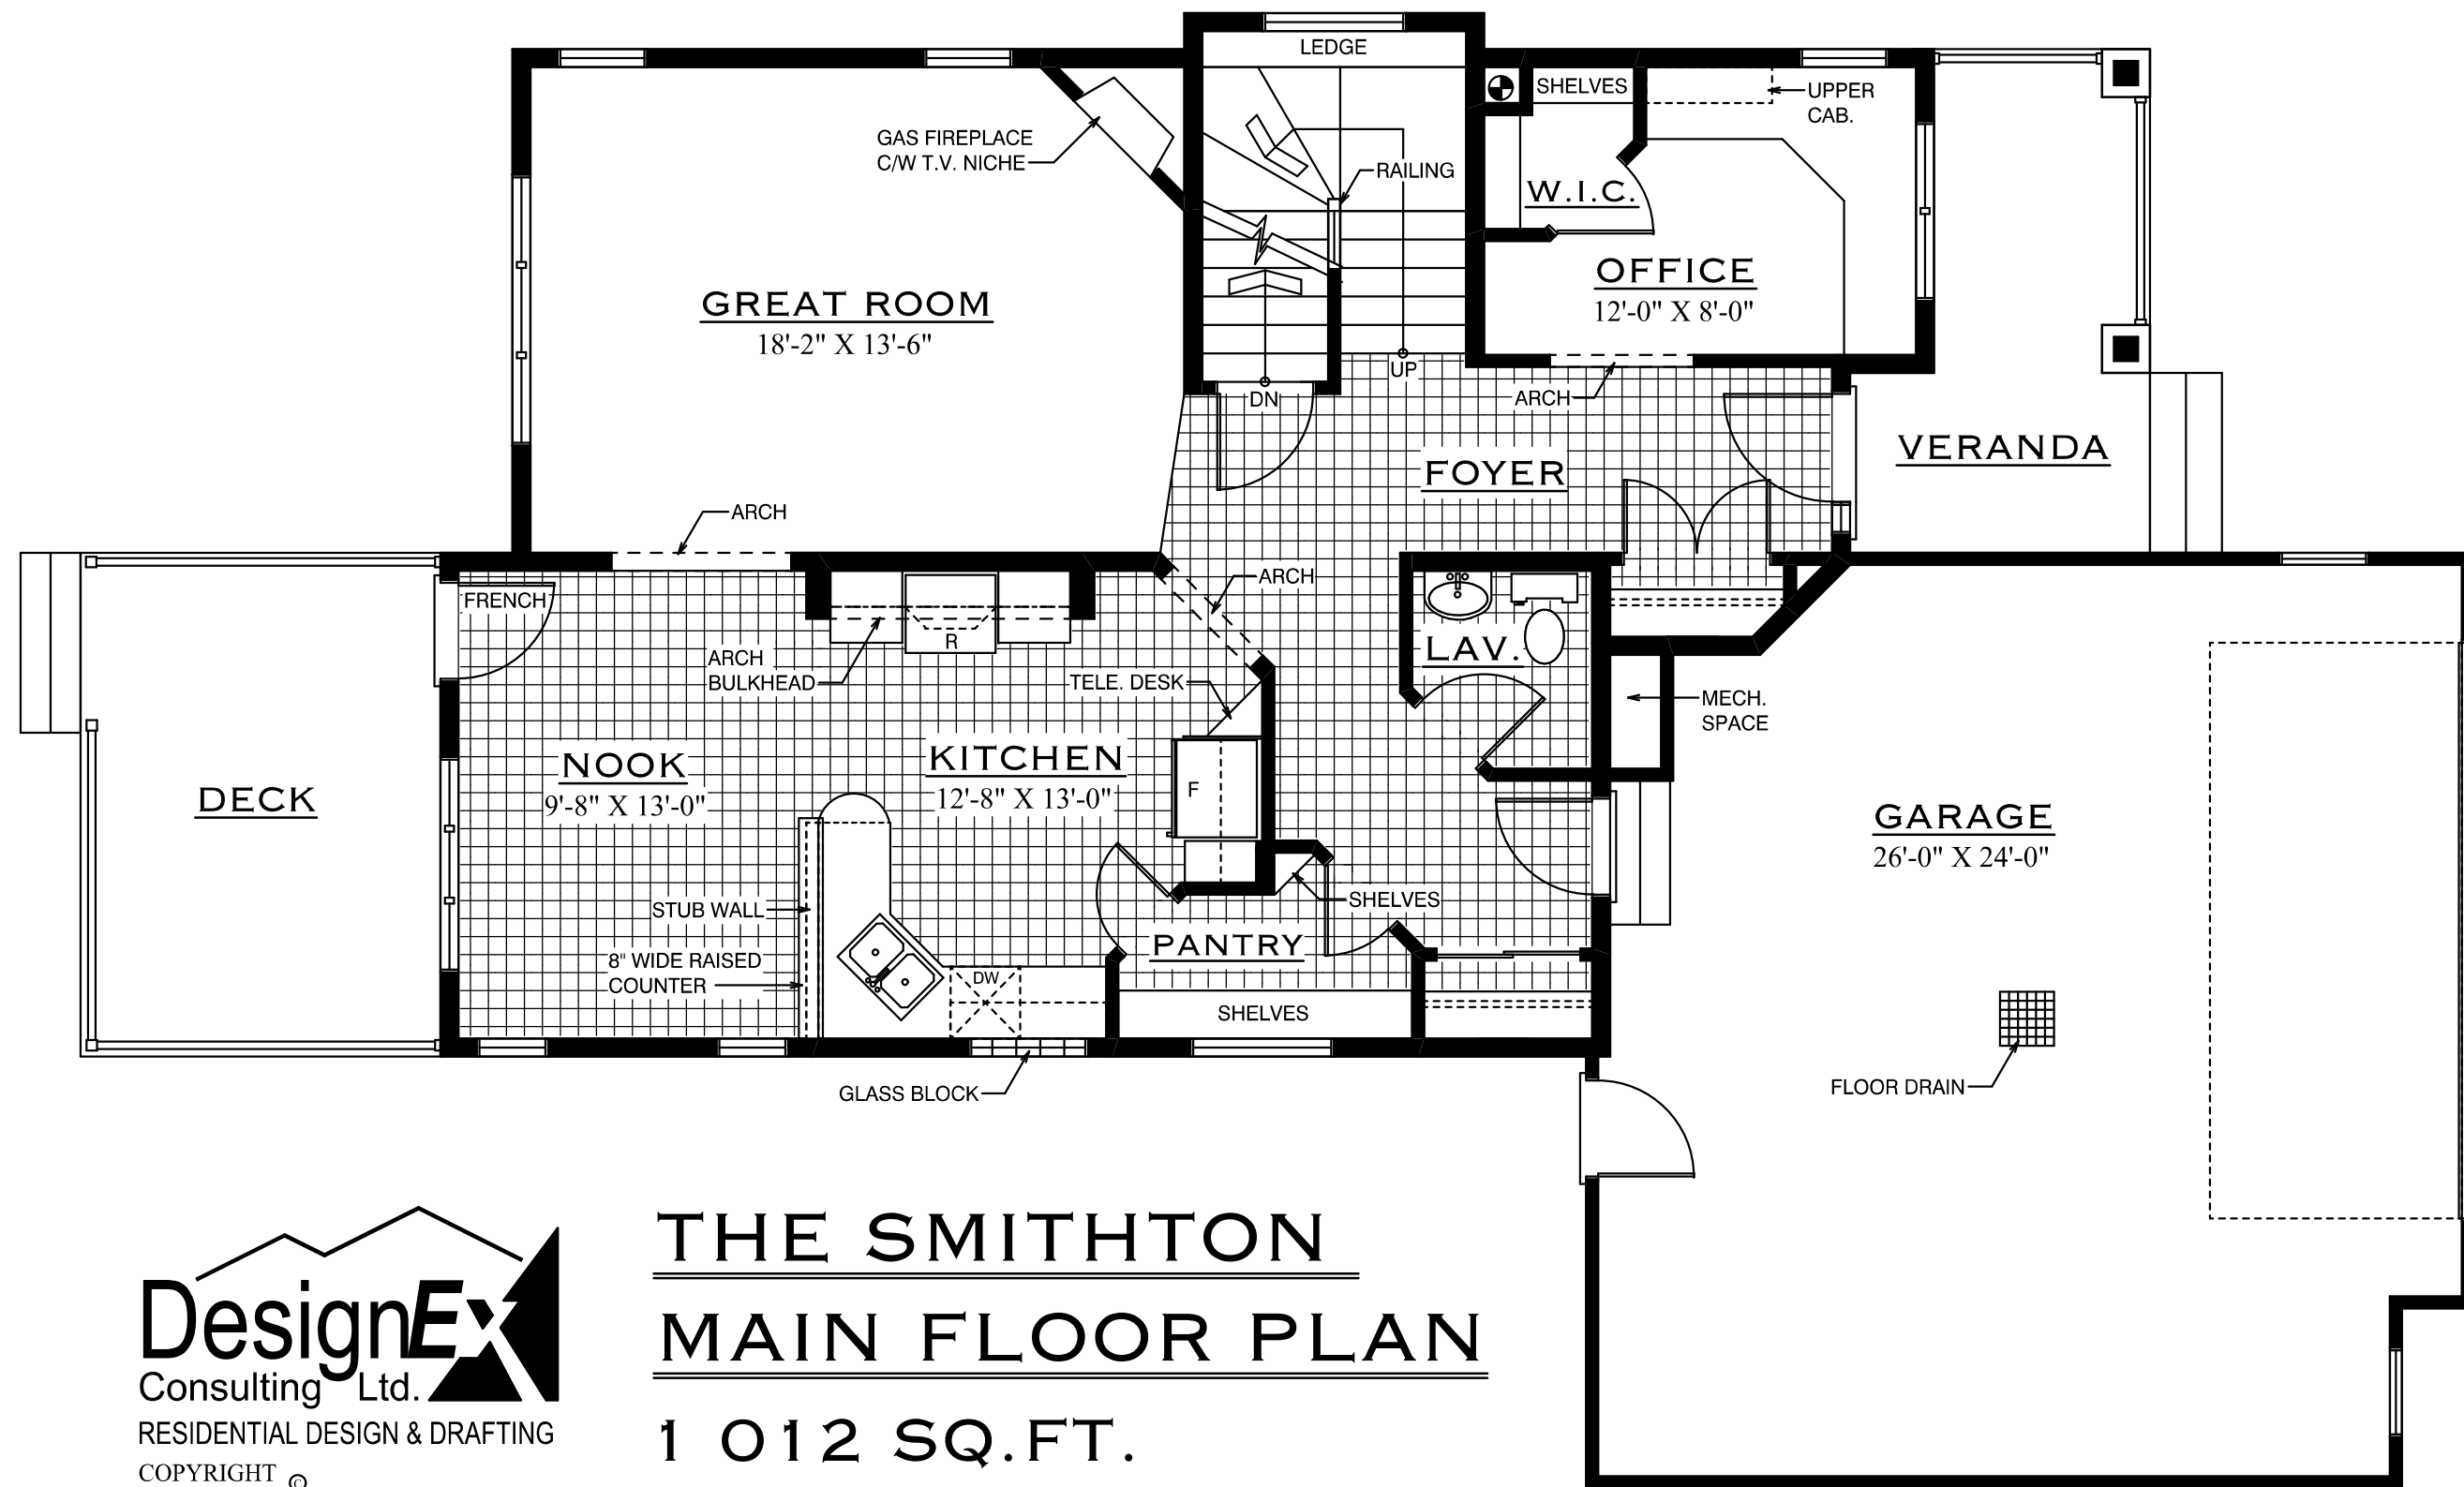 LEDGE
SHELVES
UPPER
CAB.
GAS FIREPLACE
C/W T.V. NICHE
RAILING
W.I.C.
OFFICE
12'-0" X 8'-0"
GREAT ROOM
18'-2" X 13'-6"
UP
DN
ARCH
VERANDA
FOYER
ARCH
FRENCH
ARCH
R
ARCH
BULKHEAD
TELE. DESK
LAV.
MECH.
SPACE
NOOK
9'-8" X 13'-0"
KITCHEN
12'-8" X 13'-0"
F
DECK
GARAGE
26'-0" X 24'-0"
STUB WALL
SHELVES
PANTRY
8" WIDE RAISED
COUNTER
DW
SHELVES
GLASS BLOCK
FLOOR DRAIN
THE SMITHTON
MAIN FLOOR PLAN
1 012 SQ.FT.
DesignEx
Consulting Ltd.
RESIDENTIAL DESIGN & DRAFTING
COPYRIGHT ©